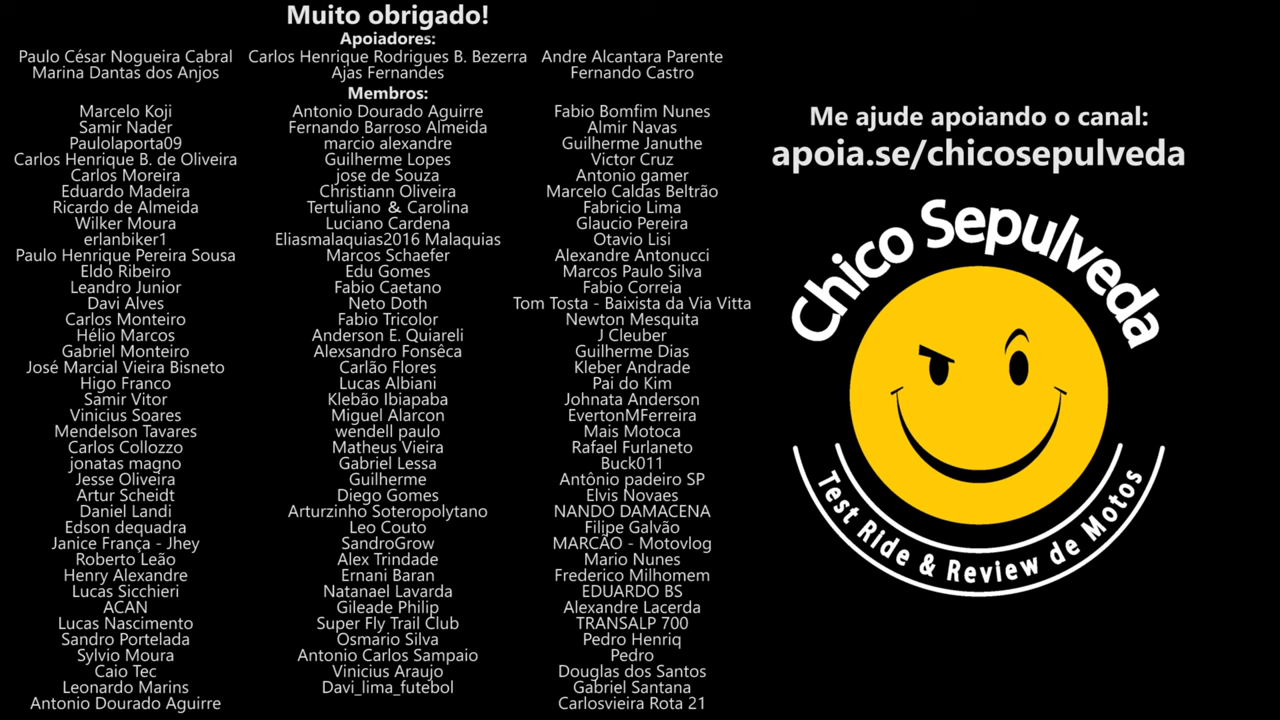 Muito obrigado!
Apoiadores:
Paulo César Nogueira Cabral
Marina Dantas dos Anjos
Carlos Henrique Rodrigues B. Bezerra
Ajas Fernandes
Andre Alcantara Parente
Fernando Castro
Membros:
Marcelo Koji
Samir Nader
Paulolaporta09
Carlos Henrique B. de Oliveira
Carlos Moreira
Eduardo Madeira
Ricardo de Almeida
Wilker Moura
erlanbiker1
Paulo Henrique Pereira Sousa
Eldo Ribeiro
Leandro Junior
Davi Alves
Carlos Monteiro
Hélio Marcos
Gabriel Monteiro
José Marcial Vieira Bisneto
Higo Franco
Samir Vitor
Vinicius Soares
Mendelson Tavares
Carlos Collozzo
jonatas magno
Jesse Oliveira
Artur Scheidt
Daniel Landi
Edson dequadra
Janice França - Jhey
Roberto Leão
Henry Alexandre
Lucas Sicchieri
ACAN
Lucas Nascimento
Sandro Portelada
Sylvio Moura
Caio Tec
Leonardo Marins
Antonio Dourado Aguirre
Antonio Dourado Aguirre
Fernando Barroso Almeida
marcio alexandre
Guilherme Lopes
jose de Souza
Christiann Oliveira
Tertuliano & Carolina
Luciano Cardena
Eliasmalaquias2016 Malaquias
Marcos Schaefer
Edu Gomes
Fabio Caetano
Neto Doth
Fabio Tricolor
Anderson E. Quiareli
Alexsandro Fonsêca
Carlão Flores
Lucas Albiani
Klebão Ibiapaba
Miguel Alarcon
wendell paulo
Matheus Vieira
Gabriel Lessa
Guilherme
Diego Gomes
Arturzinho Soteropolytano
Leo Couto
SandroGrow
Alex Trindade
Ernani Baran
Natanael Lavarda
Gileade Philip
Super Fly Trail Club
Osmario Silva
Antonio Carlos Sampaio
Vinicius Araujo
Davi_lima_futebol
Fabio Bomfim Nunes
Almir Navas
Guilherme Januthe
Victor Cruz
Antonio gamer
Marcelo Caldas Beltrão
Fabricio Lima
Glaucio Pereira
Otavio Lisi
Alexandre Antonucci
Marcos Paulo Silva
Fabio Correia
Tom Tosta - Baixista da Via Vitta
Newton Mesquita
J Cleuber
Guilherme Dias
Kleber Andrade
Pai do Kim
Johnata Anderson
EvertonMFerreira
Mais Motoca
Rafael Furlaneto
Buck011
Antônio padeiro SP
Elvis Novaes
NANDO DAMACENA
Filipe Galvão
MARCÃO - Motovlog
Mario Nunes
Frederico Milhomem
EDUARDO BS
Alexandre Lacerda
TRANSALP 700
Pedro Henriq
Pedro
Douglas dos Santos
Gabriel Santana
Carlosvieira Rota 21
Me ajude apoiando o canal:
apoia.se/chicosepulveda
Chico Sepulveda
Test Ride & Review de Motos